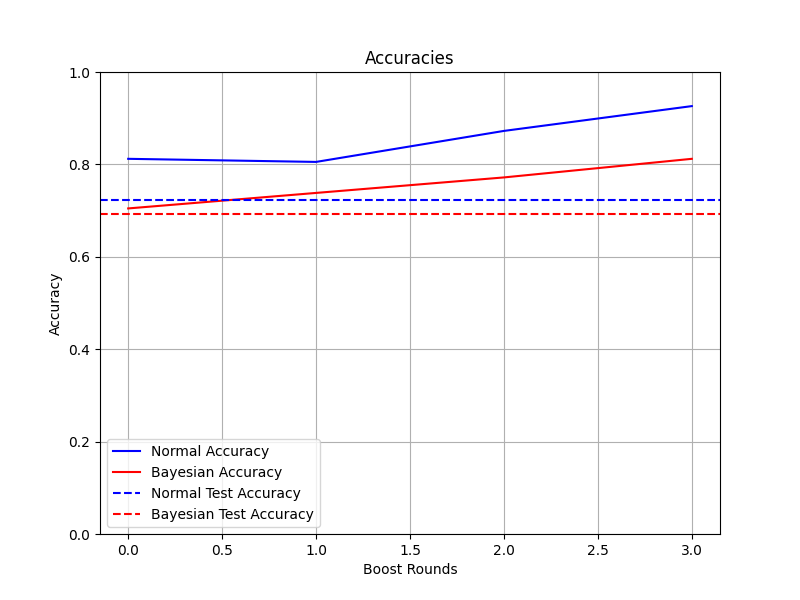 Accuracies
Accuracy
1.0
0.8
0.6
0.4
0.2
0.0
Normal Accuracy
Bayesian Accuracy
Normal Test Accuracy
Bayesian Test Accuracy
0.0 0.5 1.0 1.5 2.0 2.5 3.0
Boost Rounds